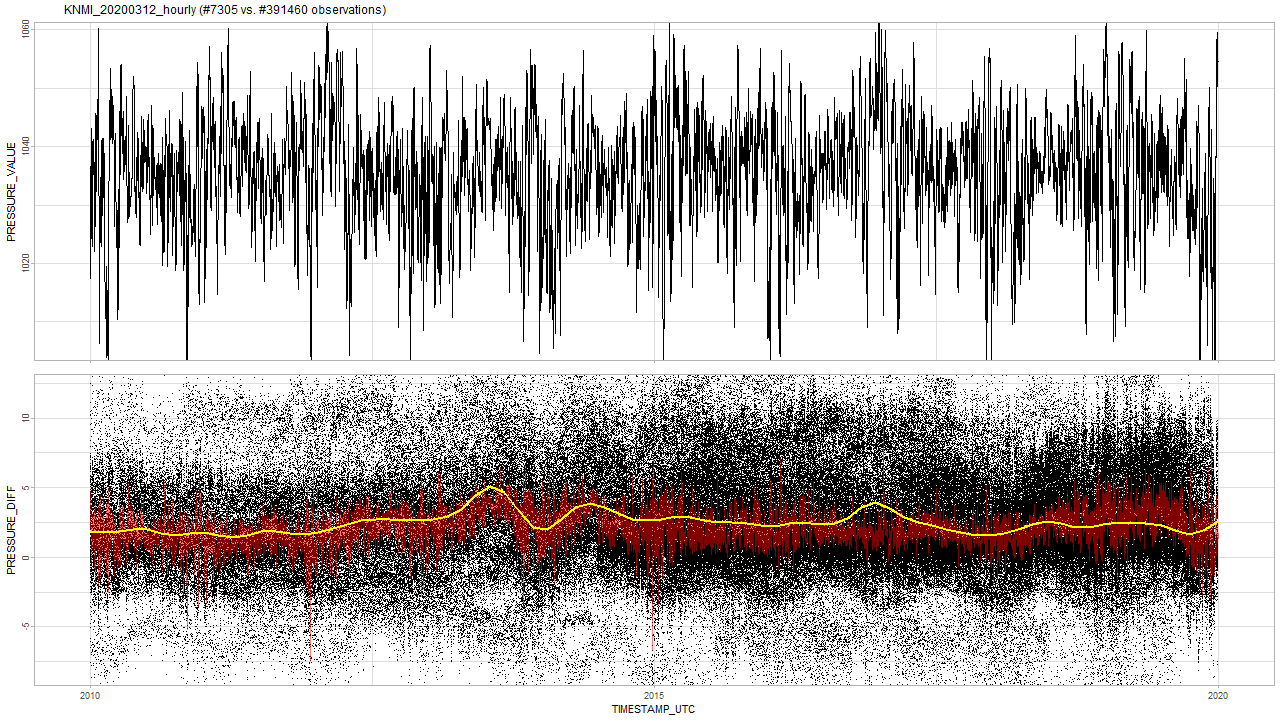 KNMI_20200312_hourly (#7305 vs. #391460 observations)
1060
1040
1020
PRESSURE_VALUE
10
5
0
-5
PRESSURE_DIFF
2010
2015
2020
TIMESTAMP_UTC